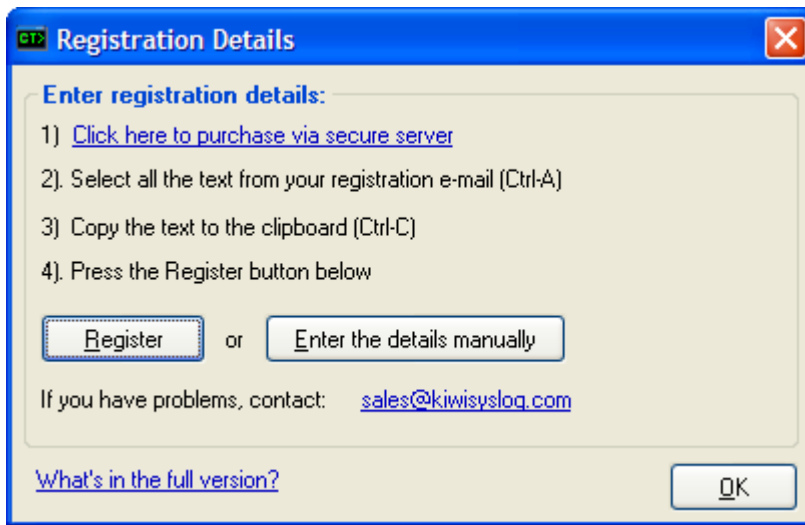 CT>
Registration Details
Enter registration details:
1) Click here to purchase via secure server
2). Select all the text from your registration e-mail (Ctrl-A)
3) Copy the text to the clipboard (Ctrl-C)
4). Press the Register button below
Register or Enter the details manually
If you have problems, contact: sales@kiwisyslog.com
What's in the full version? OK